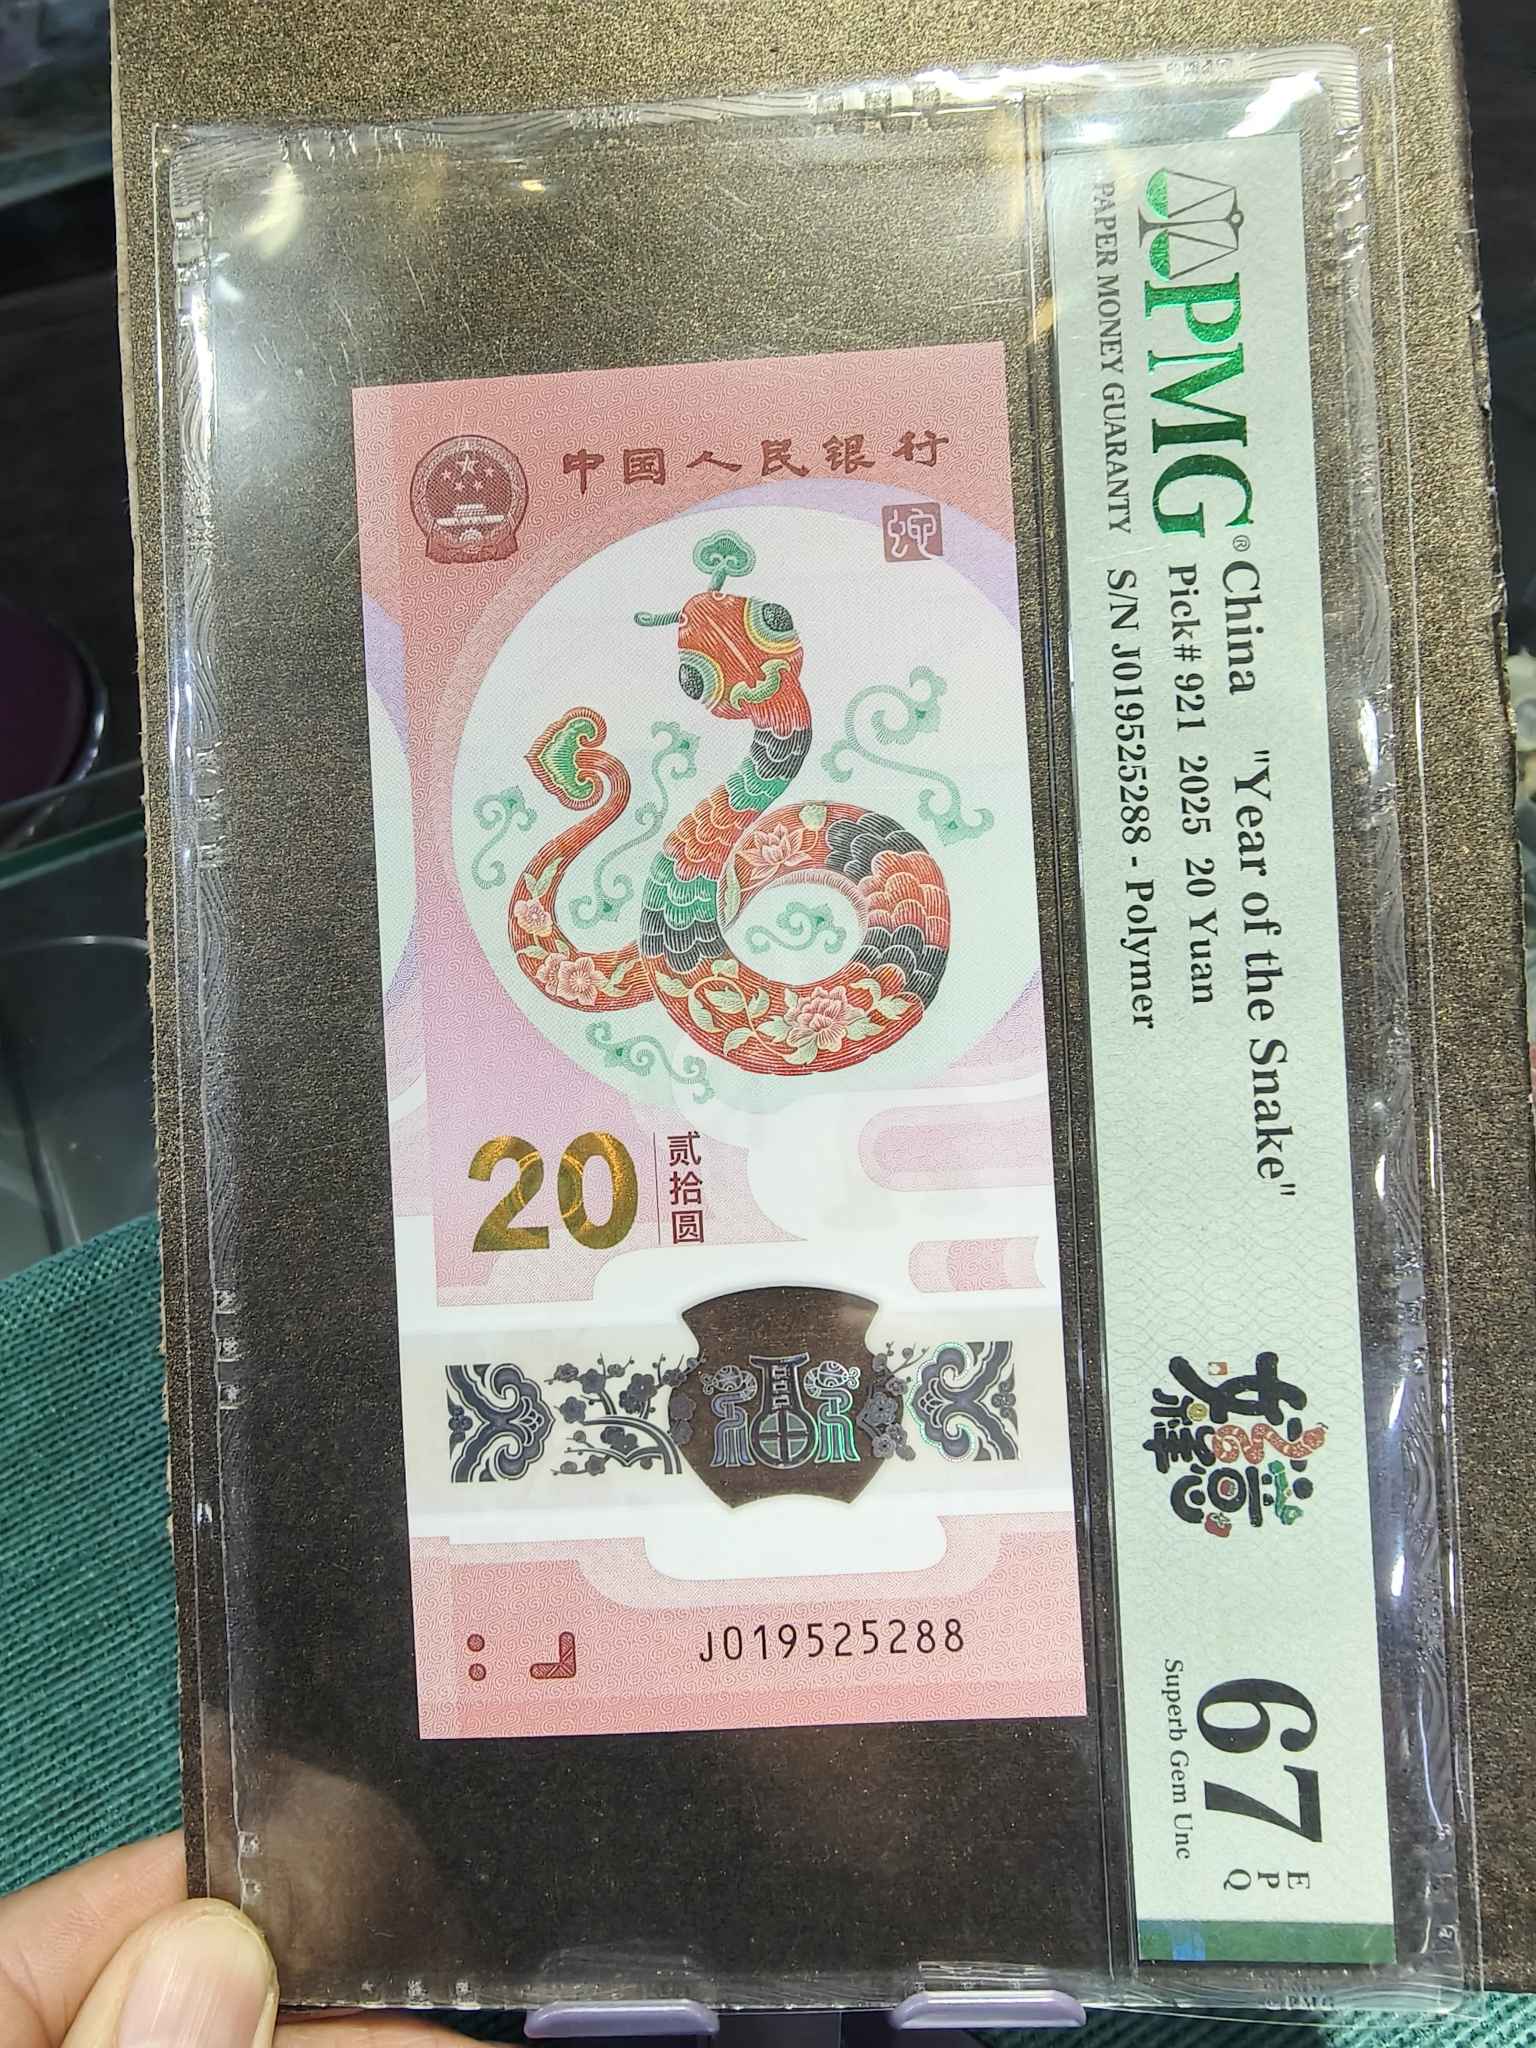 中国人民银行
20
贰拾圆
J019525288
PMG®
PAPER MONEY GUARANTY
China "Year of the Snake"
Pick# 921 2025 20 Yuan
S/N J019525288 - Polymer
67
EPQ
Superb Gem Unc